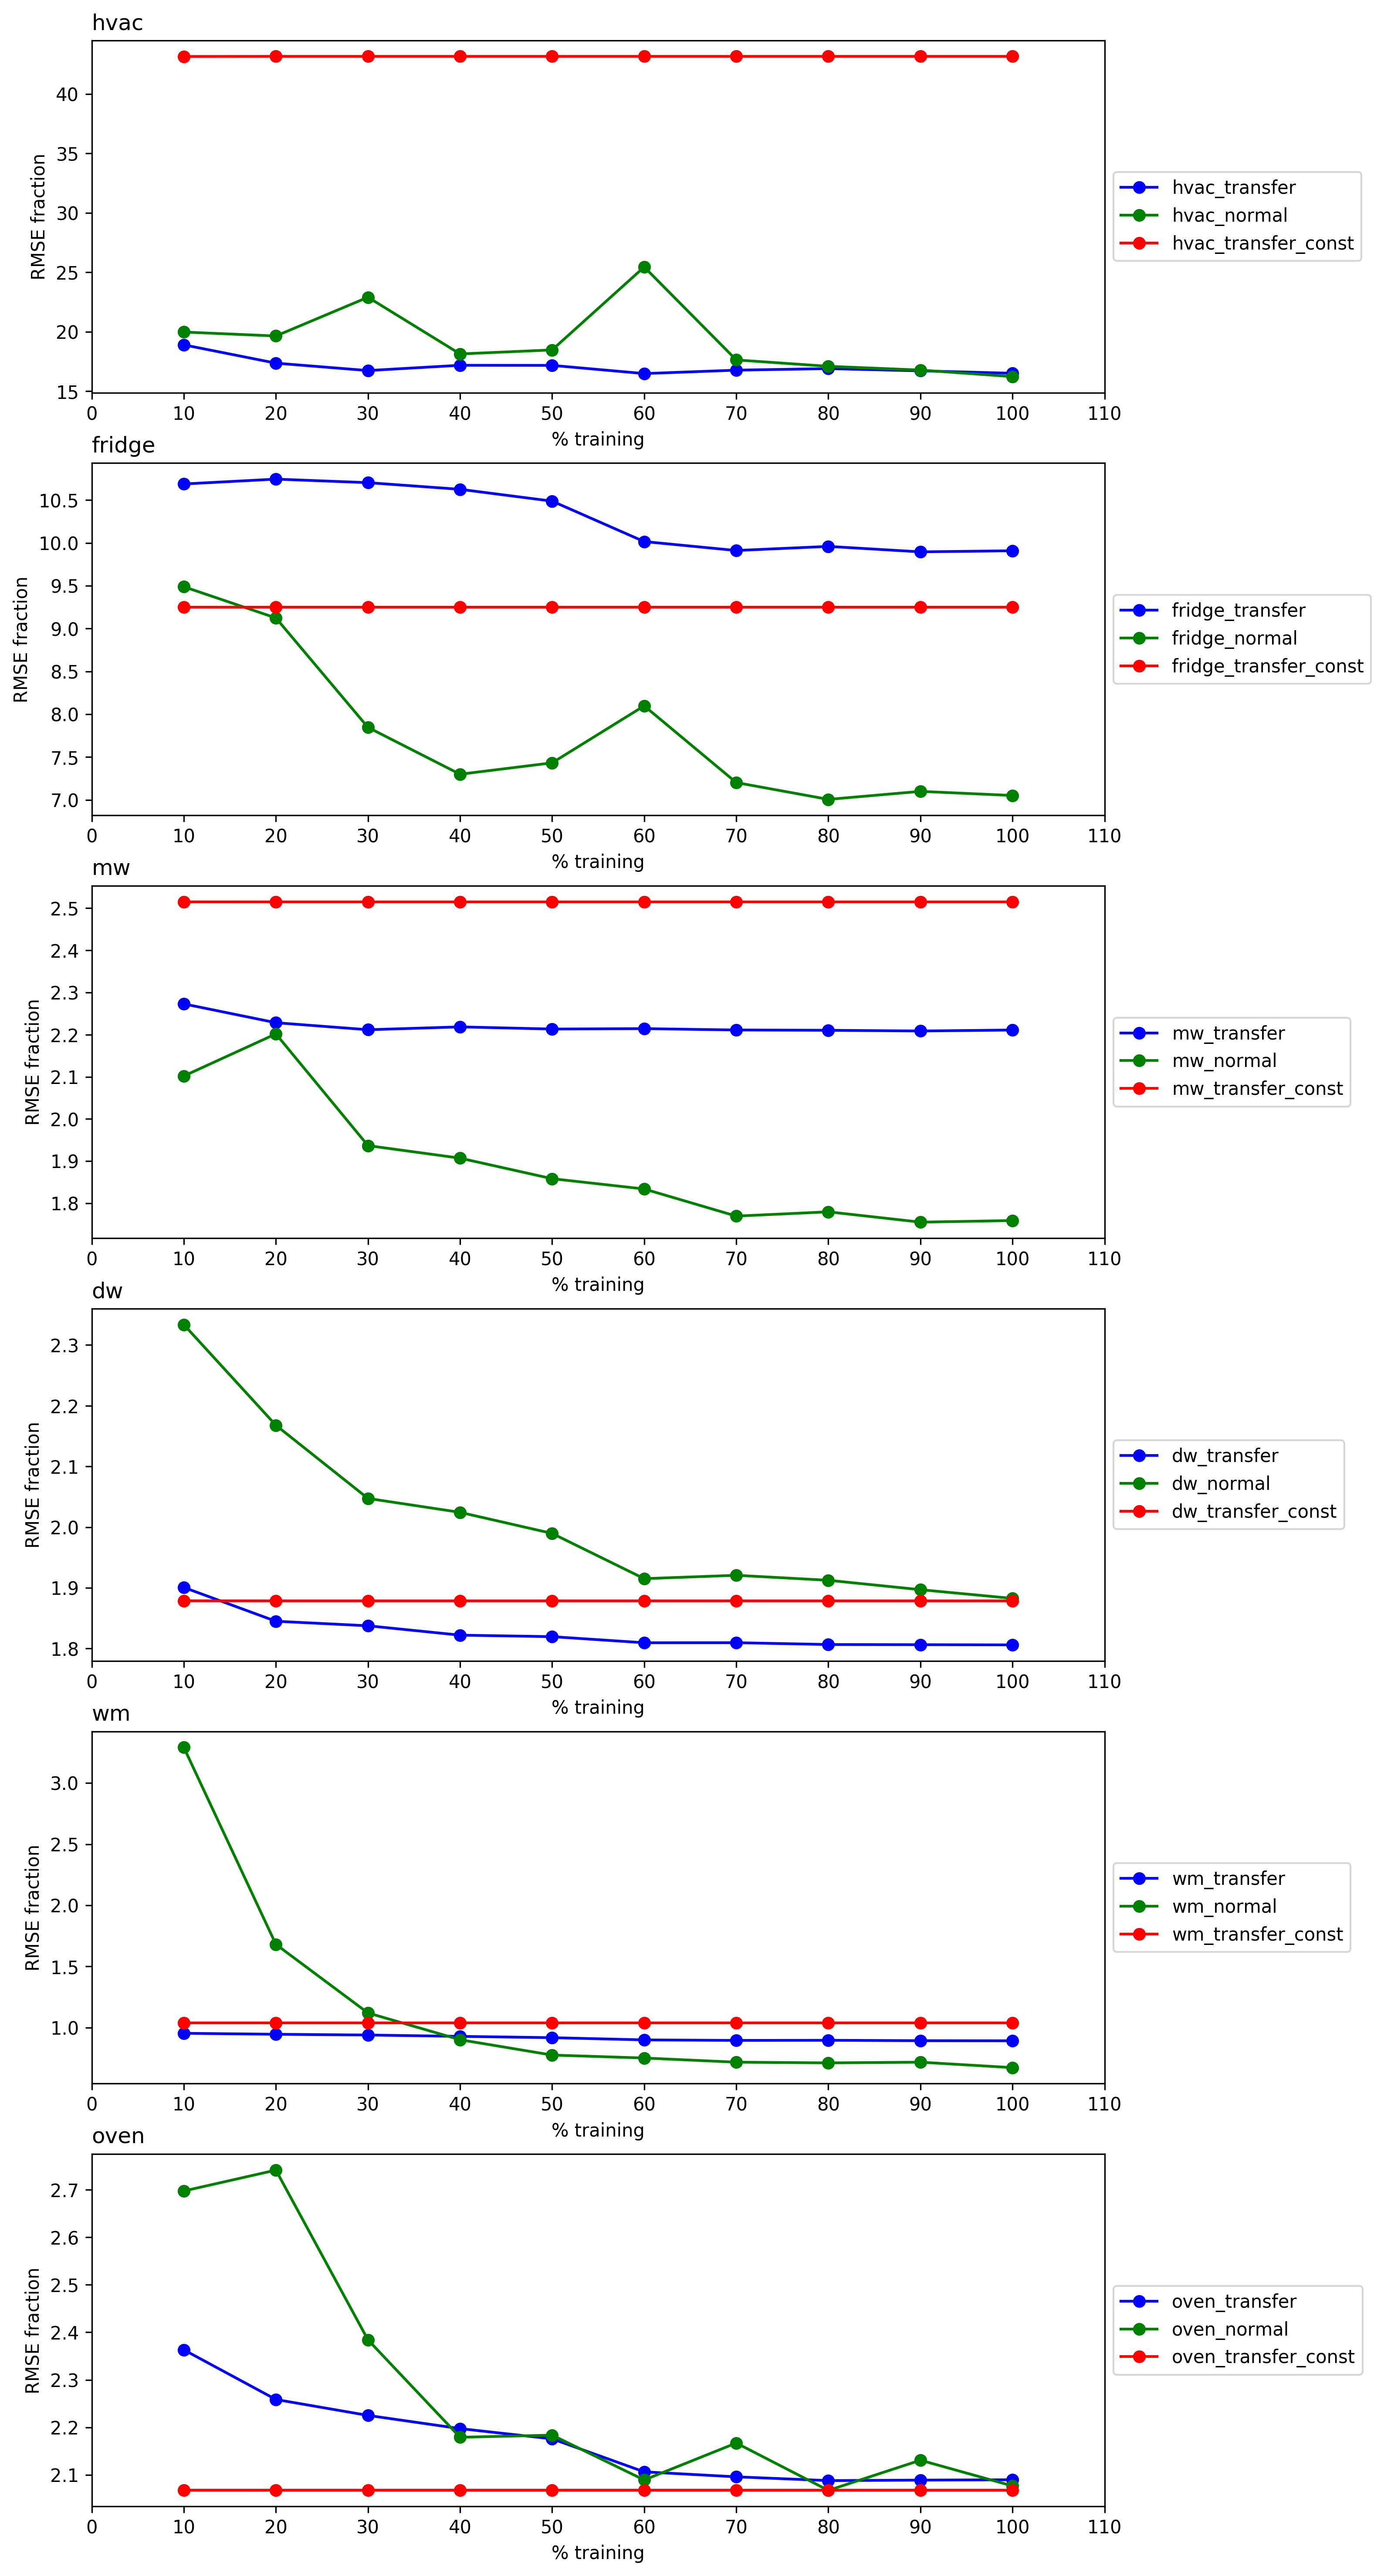 hvac
40
35
30
25
20
15
RMSE fraction
0 10 20 30 40 50 60 70 80 90 100 110
% training
hvac_transfer
hvac_normal
hvac_transfer_const
fridge
10.5
10.0
9.5
9.0
8.5
8.0
7.5
7.0
RMSE fraction
0 10 20 30 40 50 60 70 80 90 100 110
% training
fridge_transfer
fridge_normal
fridge_transfer_const
mw
2.5
2.4
2.3
2.2
2.1
2.0
1.9
1.8
RMSE fraction
0 10 20 30 40 50 60 70 80 90 100 110
% training
mw_transfer
mw_normal
mw_transfer_const
dw
2.3
2.2
2.1
2.0
1.9
1.8
RMSE fraction
0 10 20 30 40 50 60 70 80 90 100 110
% training
dw_transfer
dw_normal
dw_transfer_const
wm
3.0
2.5
2.0
1.5
1.0
RMSE fraction
0 10 20 30 40 50 60 70 80 90 100 110
% training
wm_transfer
wm_normal
wm_transfer_const
oven
2.7
2.6
2.5
2.4
2.3
2.2
2.1
RMSE fraction
0 10 20 30 40 50 60 70 80 90 100 110
% training
oven_transfer
oven_normal
oven_transfer_const